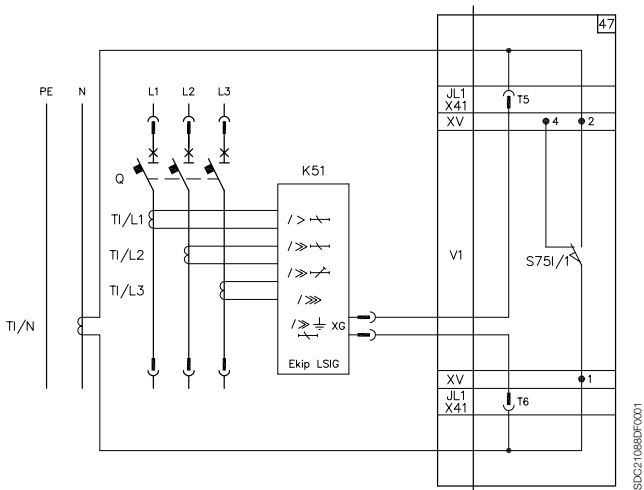 47
PE N L1 L2 L3
JL1
X41
T5
XV
4 2
Q
K51
TI/L1
I >
TI/L2
I >>
I >>
V1
S75I/1
TI/L3
I >>>
TI/N
I >>
XG
Ekip LSIG
XV
1
JL1
X41
T6
SDC21088DF0001